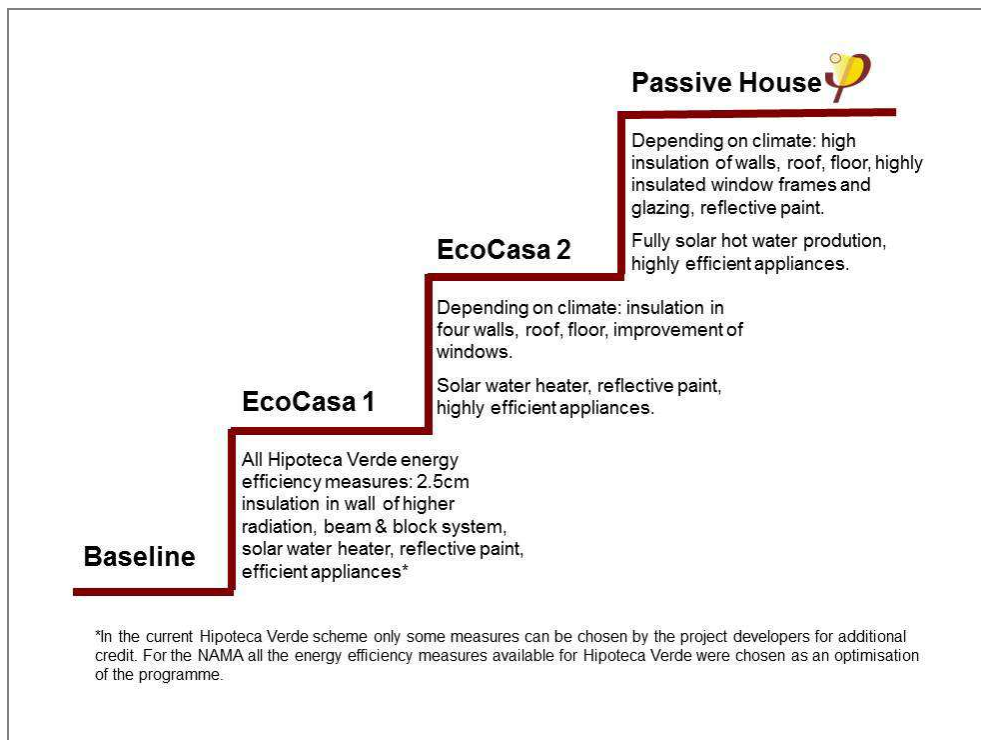 Passive House
Depending on climate: high
insulation of walls, roof, floor, highly
insulated window frames and
glazing, reflective paint.
Fully solar hot water prodution,
highly efficient appliances.
EcoCasa 2
Depending on climate: insulation in
four walls, roof, floor, improvement of
windows.
Solar water heater, reflective paint,
highly efficient appliances.
EcoCasa 1
All Hipoteca Verde energy
efficiency measures: 2.5cm
insulation in wall of higher
radiation, beam & block system,
solar water heater, reflective paint,
efficient appliances*
Baseline
*In the current Hipoteca Verde scheme only some measures can be chosen by the project developers for additional
credit. For the NAMA all the energy efficiency measures available for Hipoteca Verde were chosen as an optimisation
of the programme.